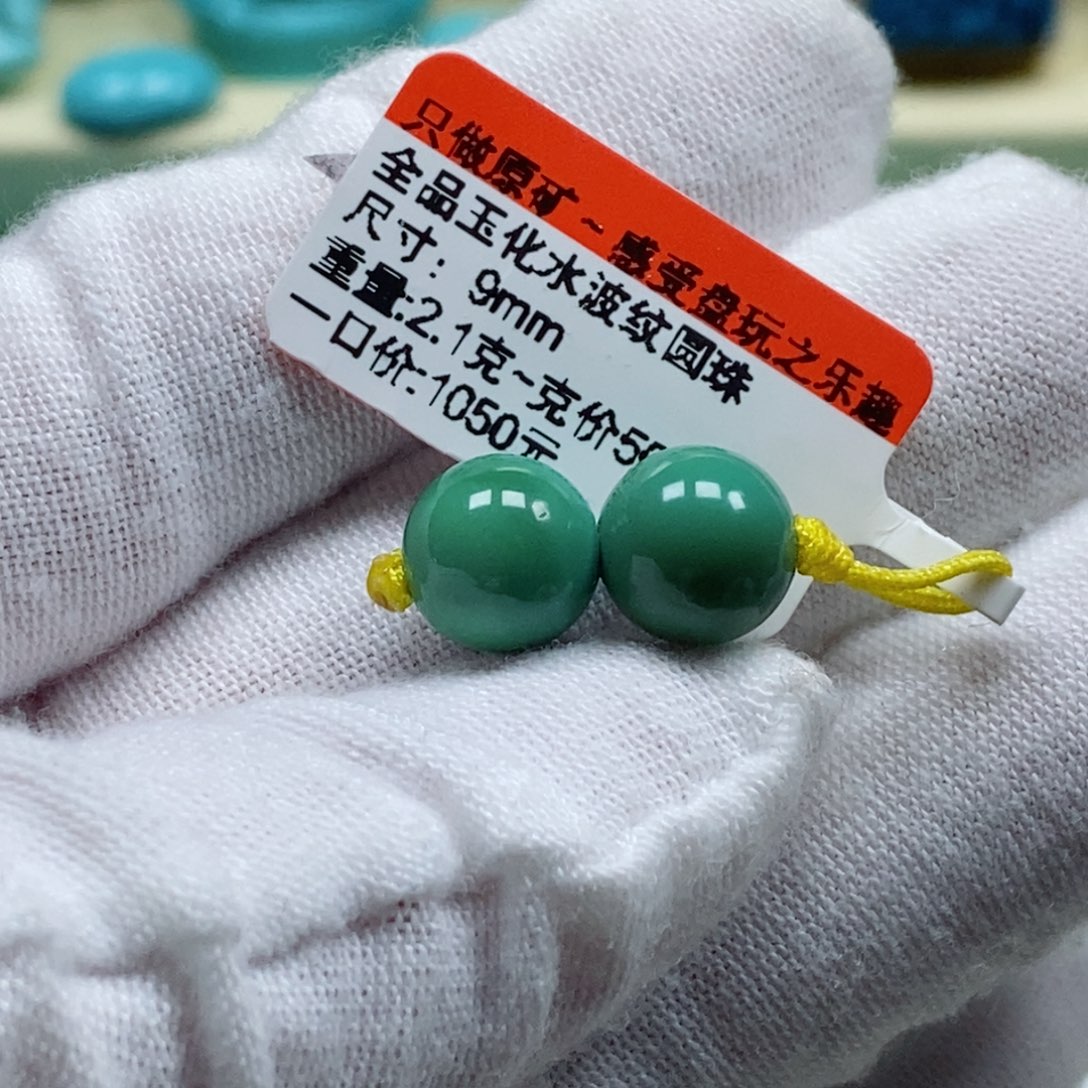 只做原矿~感受盘玩之乐趣
全品玉化水波纹圆珠
尺寸: 9mm
重量:2.1克~克价50
一口价:1050元